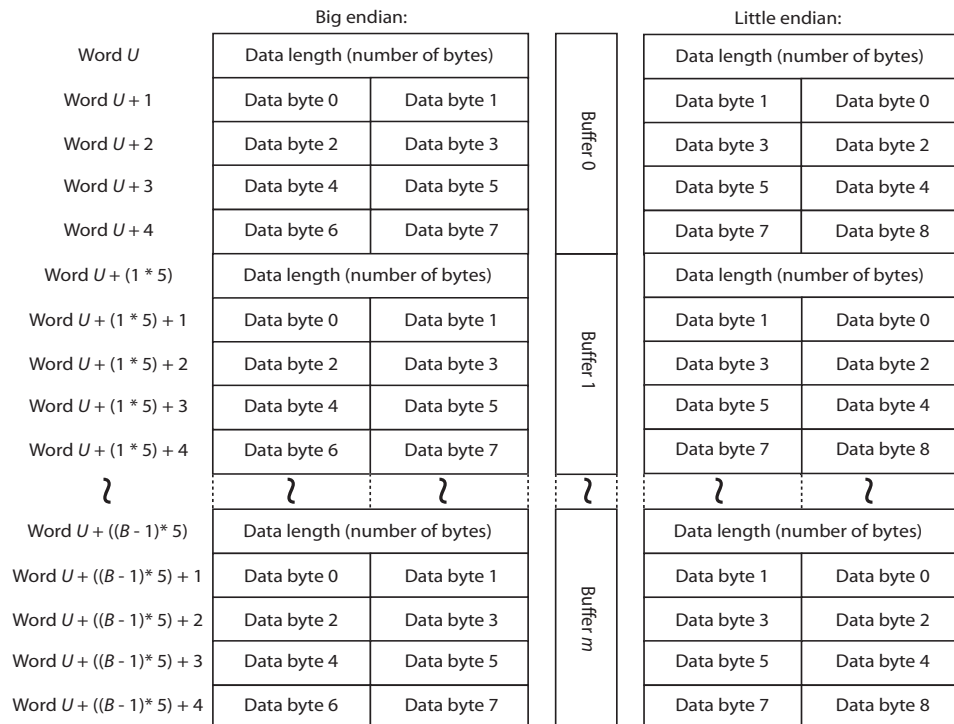 Big endian: Little endian:
Word U Data length (number of bytes) Data length (number of bytes)
Word U + 1 Data byte 0 Data byte 1 Data byte 1 Data byte 0
Word U + 2 Data byte 2 Data byte 3 Data byte 3 Data byte 2
Buffer 0
Word U + 3 Data byte 4 Data byte 5 Data byte 5 Data byte 4
Word U + 4 Data byte 6 Data byte 7 Data byte 7 Data byte 8
Word U + (1 * 5) Data length (number of bytes) Data length (number of bytes)
Word U + (1 * 5) + 1 Data byte 0 Data byte 1 Data byte 1 Data byte 0
Word U + (1 * 5) + 2 Data byte 2 Data byte 3 Data byte 3 Data byte 2
Buffer 1
Word U + (1 * 5) + 3 Data byte 4 Data byte 5 Data byte 5 Data byte 4
Word U + (1 * 5) + 4 Data byte 6 Data byte 7 Data byte 7 Data byte 8
Word U + ((B - 1)* 5) Data length (number of bytes) Data length (number of bytes)
Word U + ((B - 1)* 5) + 1 Data byte 0 Data byte 1 Data byte 1 Data byte 0
Word U + ((B - 1)* 5) + 2 Data byte 2 Data byte 3 Data byte 3 Data byte 2
Buffer m
Word U + ((B - 1)* 5) + 3 Data byte 4 Data byte 5 Data byte 5 Data byte 4
Word U + ((B - 1)* 5) + 4 Data byte 6 Data byte 7 Data byte 7 Data byte 8